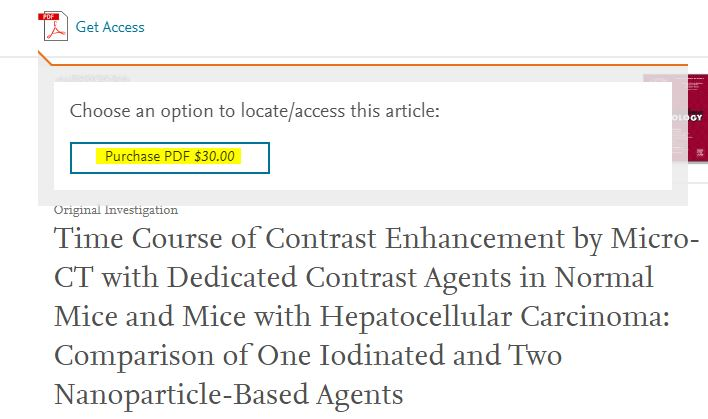 PDF
Get Access
Choose an option to locate/access this article:
Purchase PDF $30.00
OLOGY
Original Investigation
Time Course of Contrast Enhancement by Micro-
CT with Dedicated Contrast Agents in Normal
Mice and Mice with Hepatocellular Carcinoma:
Comparison of One Iodinated and Two
Nanoparticle-Based Agents